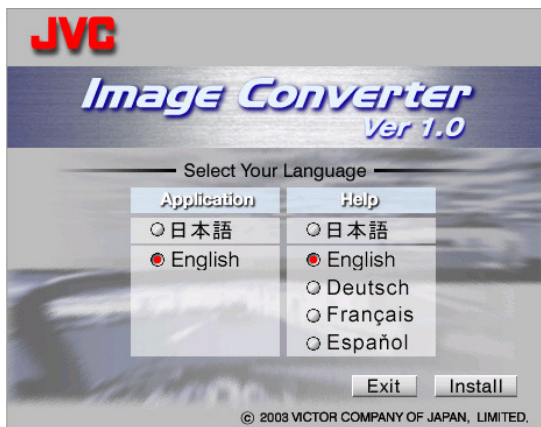 JVC
Image Converter
Ver 1.0
Select Your Language
Application
日本語
English
Help
日本語
English
Deutsch
Français
Español
Exit
Install
© 2003 VICTOR COMPANY OF JAPAN, LIMITED.